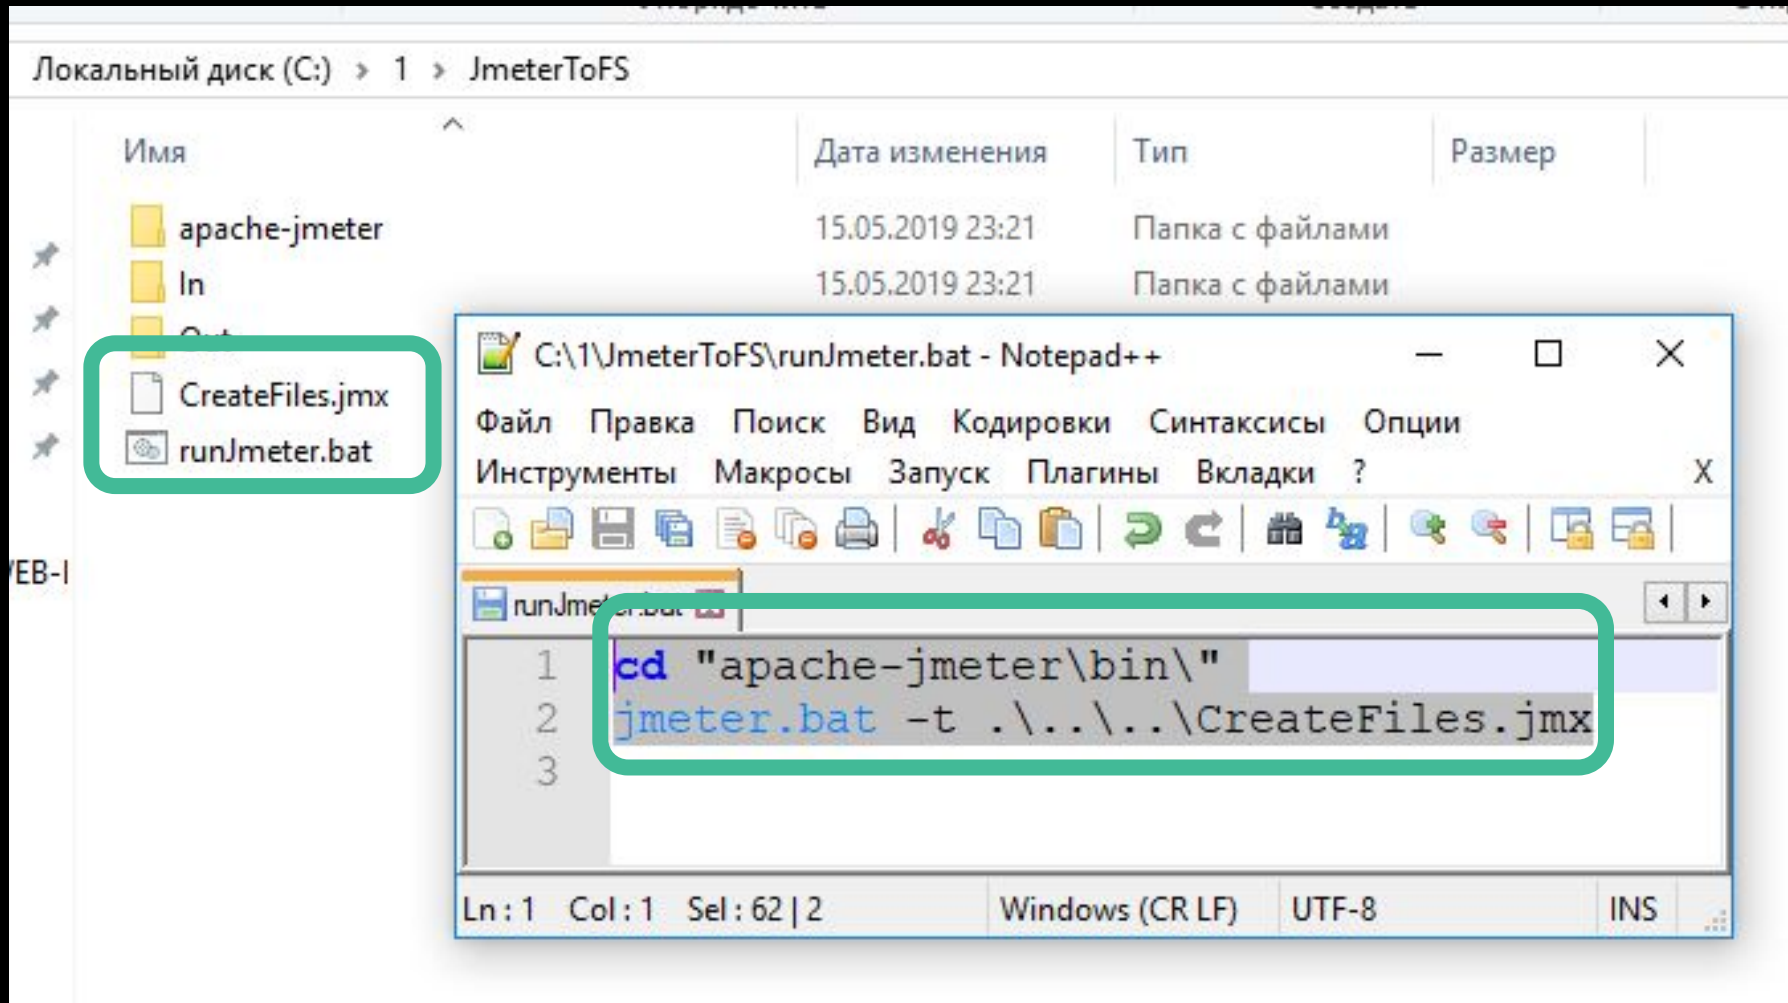 Локальный диск (C:) > 1 > JmeterToFS
Имя Дата изменения Тип Размер
apache-jmeter 15.05.2019 23:21 Папка с файлами
In 15.05.2019 23:21 Папка с файлами
CreateFiles.jmx
runJmeter.bat
C:\1\JmeterToFS\runJmeter.bat - Notepad++
Файл Правка Поиск Вид Кодировки Синтаксисы Опции
Инструменты Макросы Запуск Плагины Вкладки ? X
runJmeter.bat
1 cd "apache-jmeter\bin\"
2 jmeter.bat -t .\..\..\CreateFiles.jmx
3
Ln : 1 Col : 1 Sel : 62 | 2 Windows (CR LF) UTF-8 INS